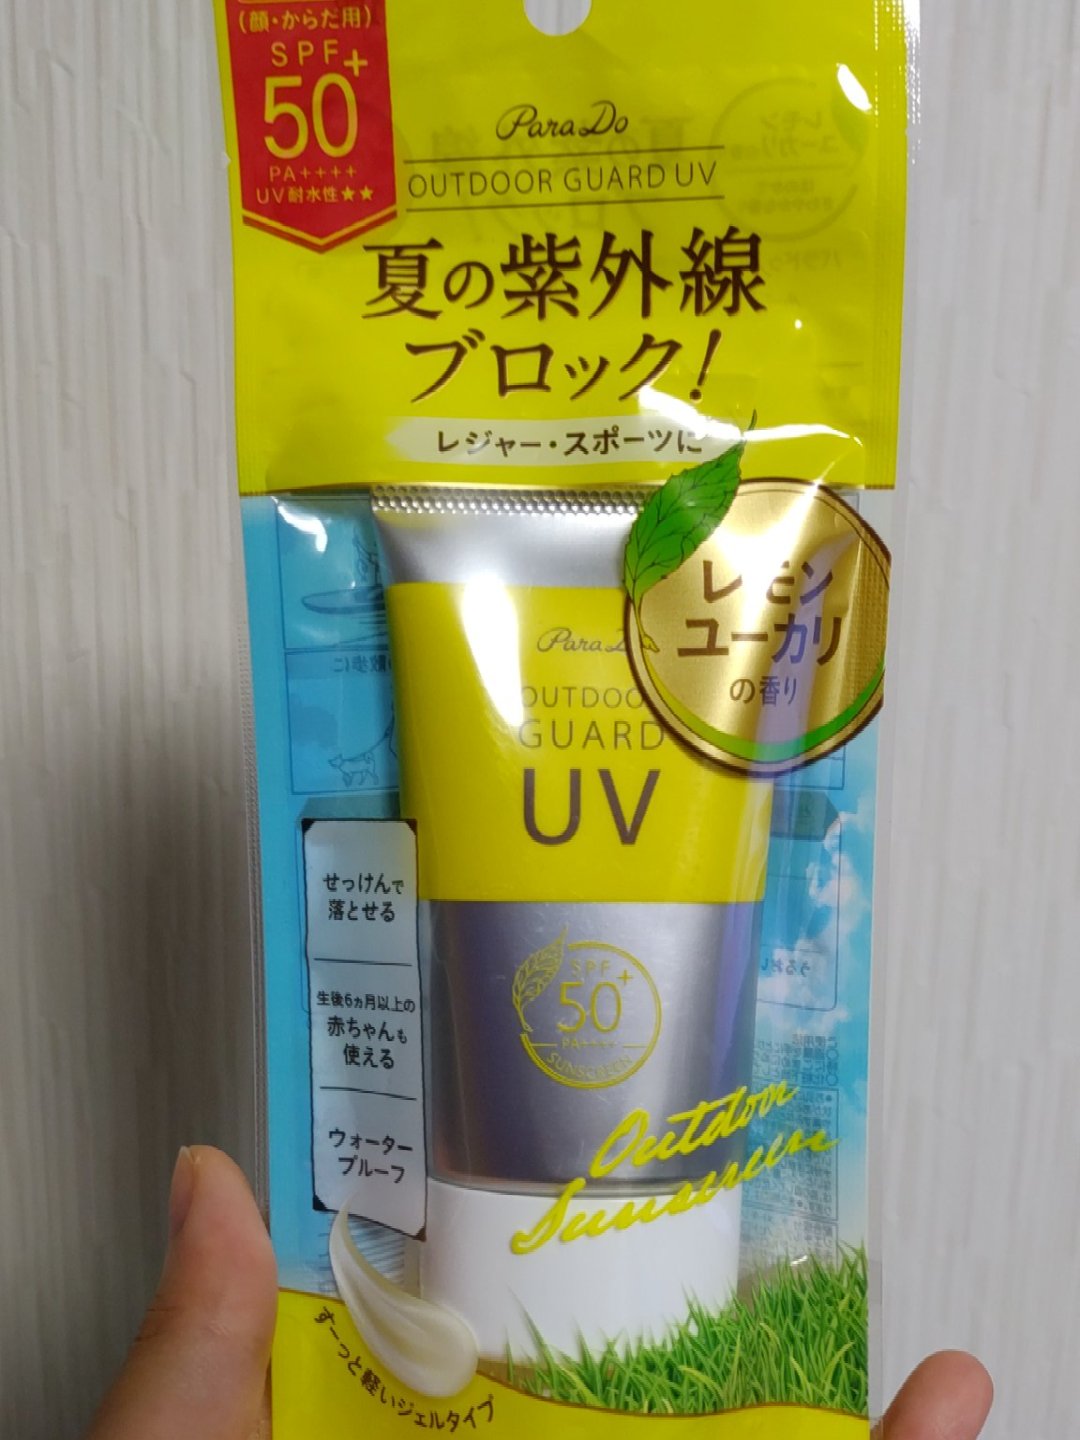 (顔・からだ用)
SPF
50+
PA++++
UV耐水性★★
ParaDo
OUTDOOR GUARD UV
夏の紫外線
ブロック!
レジャー・スポーツに
レモン
ユーカリ
の香り
ParaDo
OUTDOOR
GUARD
UV
SPF
50+
PA++++
SUNSCREEN
せっけんで
落とせる
生後6ヵ月以上の
赤ちゃんも
使える
ウォーター
プルーフ
Outdoor
Sunscreen
すーっと軽いジェルタイプ